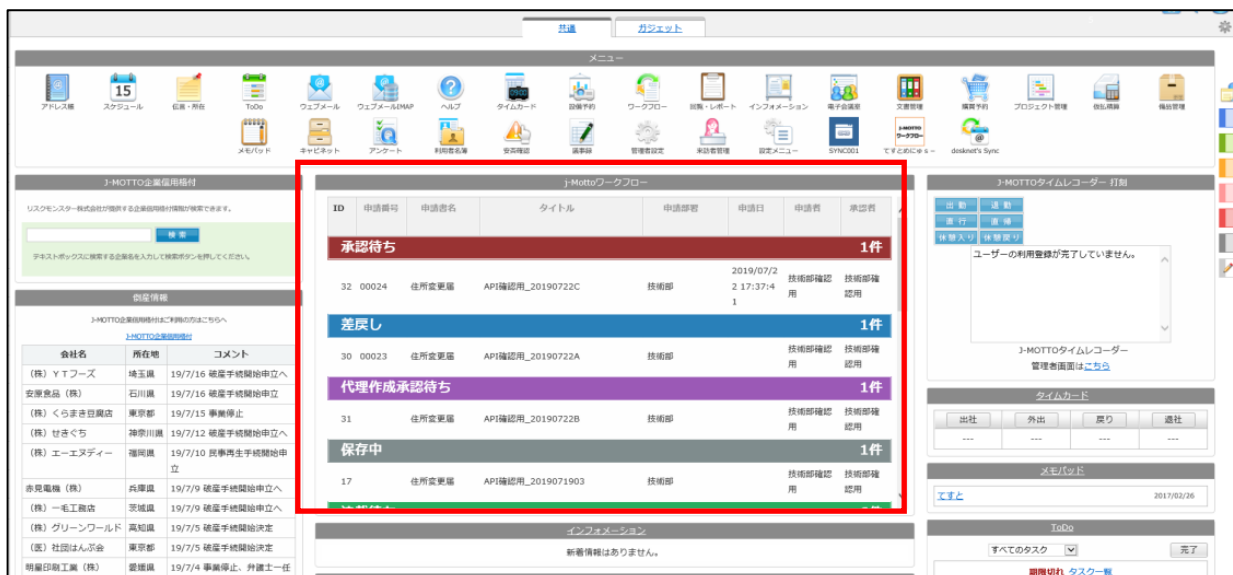 共通 ガジェット
メニュー
15
アドレス帳 スケジュール 伝言・所在 ToDo ウェブメール ウェブメールIMAP ヘルプ タイムカード 設備予約 ワークフロー 回覧・レポート インフォメーション 電子会議室 文書管理 購買予約 プロジェクト管理 仮払精算 備品管理
J-MOTTO
ワークフロー
メモパッド キャビネット アンケート 利用者名簿 安否確認 議事録 管理者設定 来訪者管理 設定メニュー SYNC001 てすとめにゅぅ～ desknet's Sync
J-MOTTO企業信用格付
リスクモンスター株式会社が提供する企業信用格付情報が検索できます。
検 索
テキストボックスに検索する企業名を入力して検索ボタンを押してください。
倒産情報
J-MOTTO企業信用格付はご利用の方はこちらへ
J-MOTTO企業信用格付
会社名 所在地 コメント
（株）ＹＴフーズ 埼玉県 19/7/16 破産手続開始申立へ
安原食品（株） 石川県 19/7/16 破産手続開始申立
（株）くらまき豆腐店 東京都 19/7/15 事業停止
（株）せきぐち 神奈川県 19/7/12 破産手続開始申立へ
（株）エーエヌディー 福岡県 19/7/10 民事再生手続開始申
立
赤見電機（株） 兵庫県 19/7/9 破産手続開始申立へ
（株）一毛工務店 茨城県 19/7/9 破産手続開始申立へ
（株）グリーンワールド 高知県 19/7/5 破産手続開始決定
（医）社団はんぷ会 東京都 19/7/5 破産手続開始決定
明星印刷工業（株） 愛媛県 19/7/4 事業停止、弁護士一任
j-Mottoワークフロー
ID 申請番号 申請書名 タイトル 申請部署 申請日 申請者 承認者
承認待ち 1件
32 00024 住所変更届 API確認用_20190722C 技術部 2019/07/2 技術部確認 技術部確
2 17:37:4 用 認用
1
差戻し 1件
30 00023 住所変更届 API確認用_20190722A 技術部 技術部確認 技術部確
用 認用
代理作成承認待ち 1件
31 住所変更届 API確認用_20190722B 技術部 技術部確認 技術部確
用 認用
保存中 1件
17 住所変更届 API確認用_2019071903 技術部 技術部確認 技術部確
用 認用
インフォメーション
新着情報はありません。
J-MOTTOタイムレコーダー 打刻
出 勤 退 勤
直 行 直 帰
休憩入り 休憩戻り
ユーザーの利用登録が完了していません。
J-MOTTOタイムレコーダー
管理者画面はこちら
タイムカード
出社 外出 戻り 退社
--- --- --- ---
メモパッド
てすと 2017/02/26
ToDo
すべてのタスク 完了
期限切れ タスク一覧